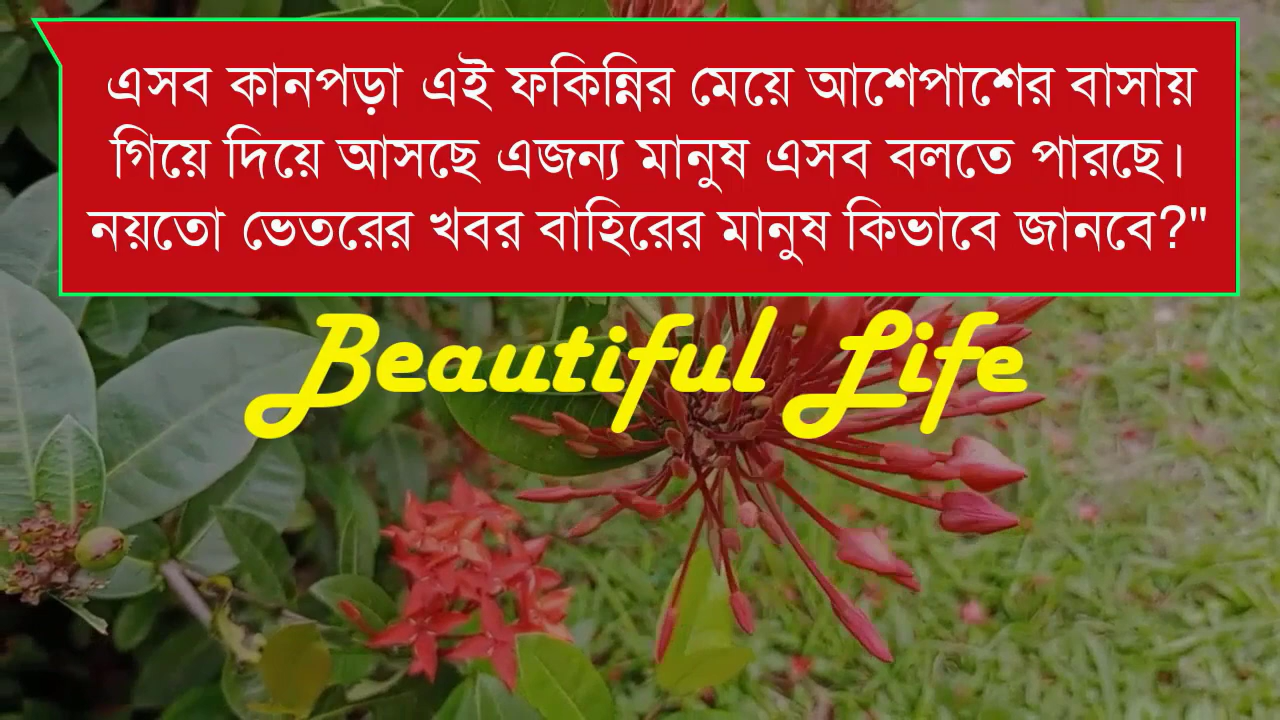 এসব কানপড়া এই ফকিন্নির মেয়ে আশেপাশের বাসায়
গিয়ে দিয়ে আসছে এজন্য মানুষ এসব বলতে পারছে।
নয়তো ভেতরের খবর বাহিরের মানুষ কিভাবে জানবে?"
Beautiful Life